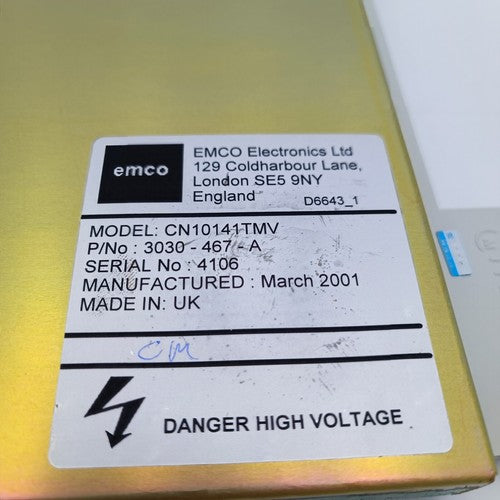 emco
EMCO Electronics Ltd
129 Coldharbour Lane,
London SE5 9NY
England
D6643_1
MODEL: CN10141TMV
P/No : 3030 - 467 - A
SERIAL No : 4106
MANUFACTURED : March 2001
MADE IN: UK
CM
DANGER HIGH VOLTAGE